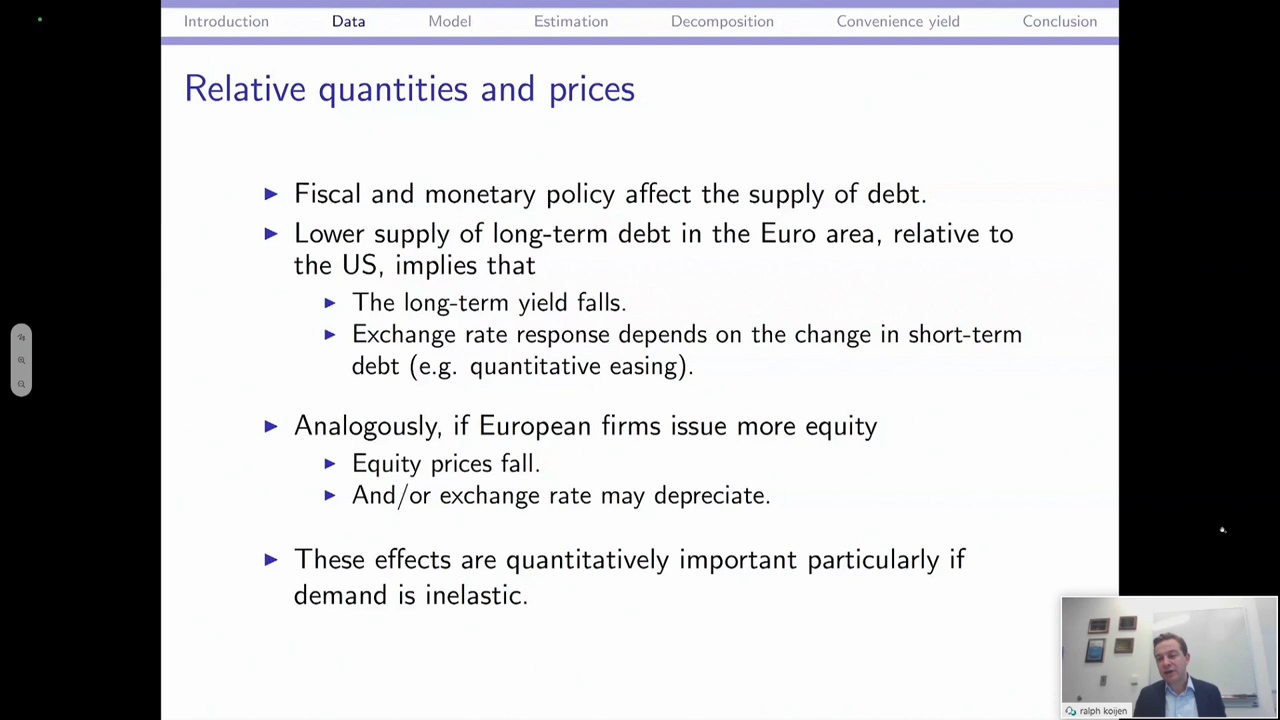 Introduction Data Model Estimation Decomposition Convenience yield Conclusion
Relative quantities and prices
Fiscal and monetary policy affect the supply of debt.
Lower supply of long-term debt in the Euro area, relative to
the US, implies that
The long-term yield falls.
Exchange rate response depends on the change in short-term
debt (e.g. quantitative easing).
Analogously, if European firms issue more equity
Equity prices fall.
And/or exchange rate may depreciate.
These effects are quantitatively important particularly if
demand is inelastic.
ralph koijen